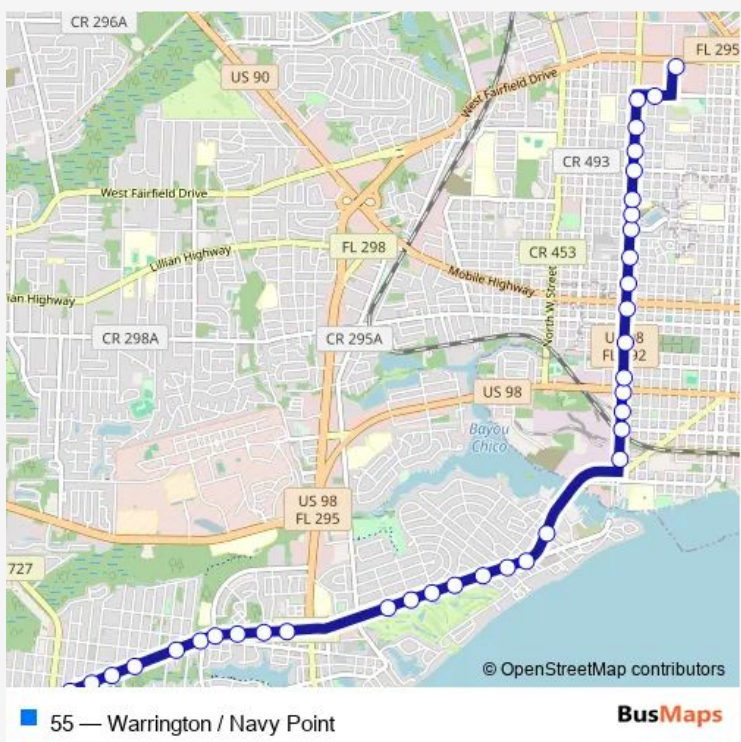 CR 296A
FL 295
US 90
West Fairfield Drive
CR 493
West Fairfield Drive
Lillian Highway
FL 298
CR 453
Mobile Highway
North W Street
CR 298A
CR 295A
US 98
Bayou
Chico
US 98
FL 295
727
© OpenStreetMap contributors
55 — Warrington / Navy Point
BusMaps